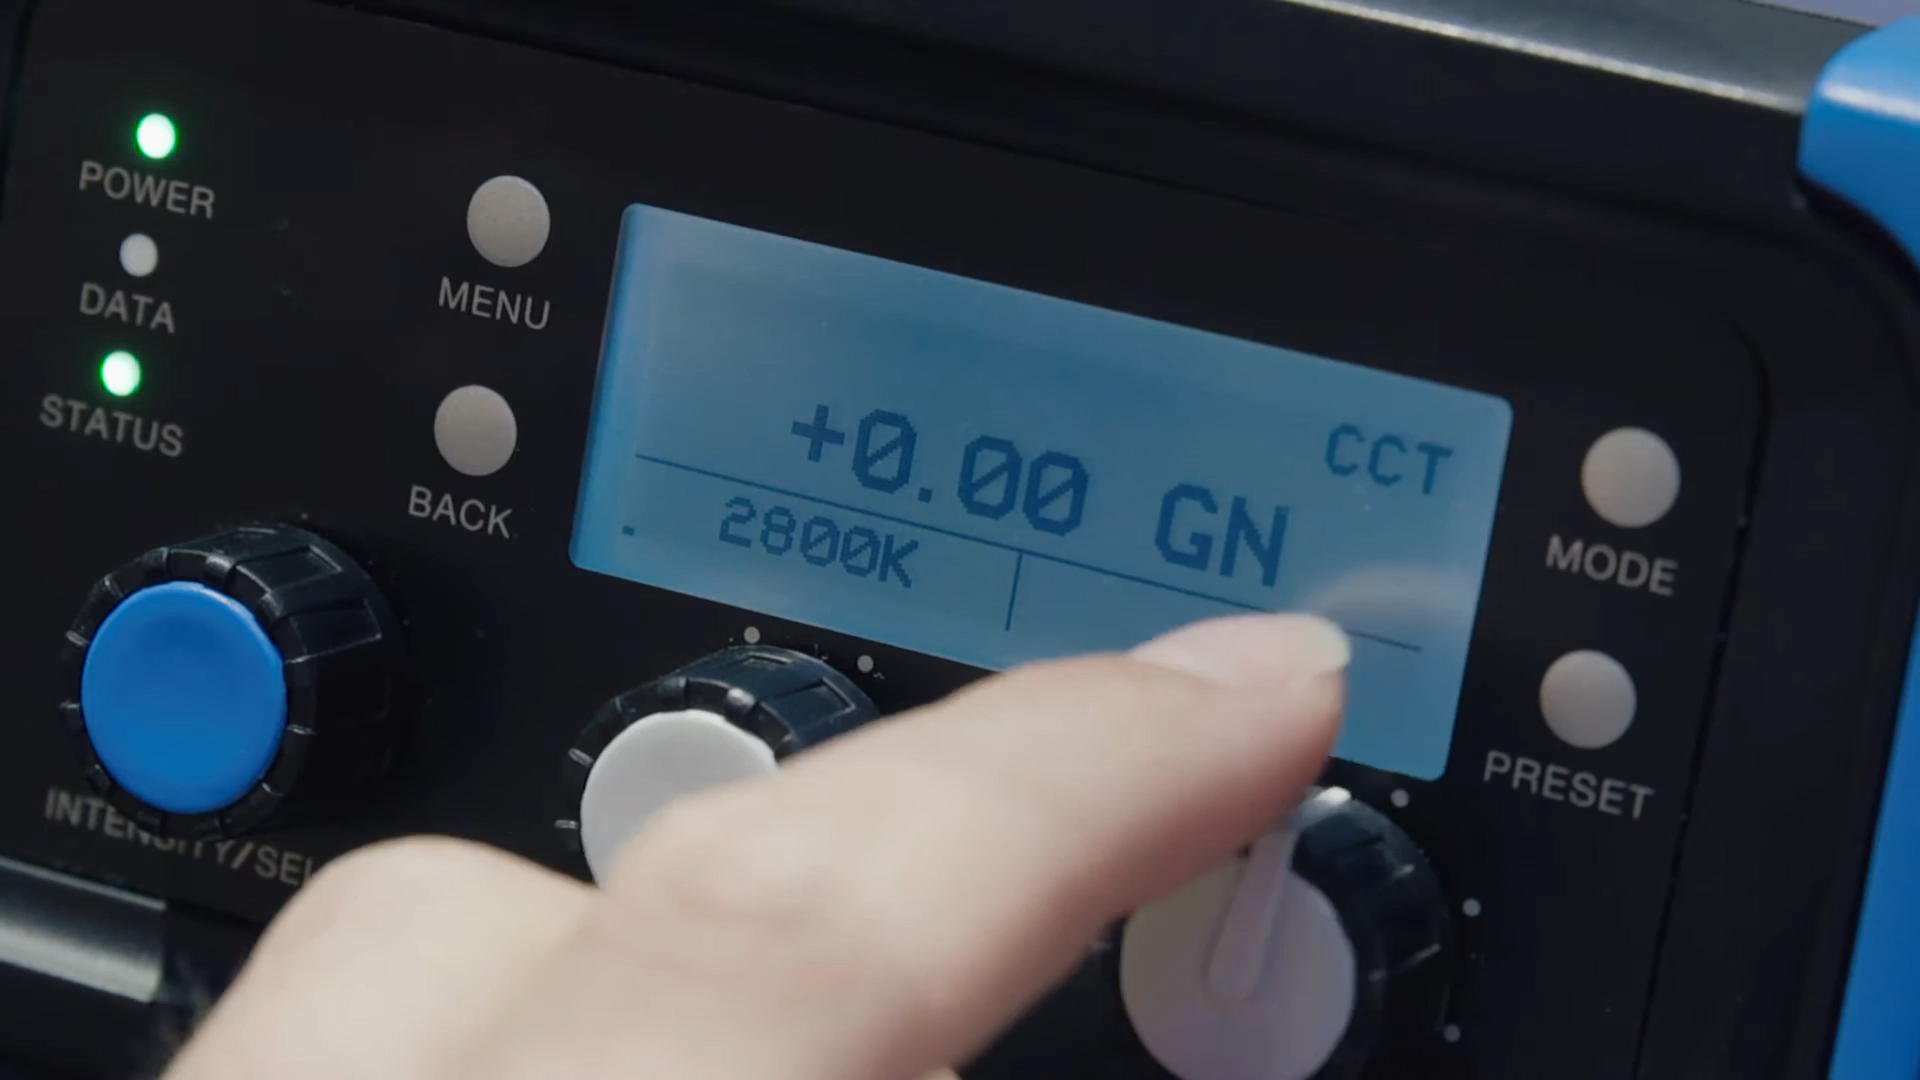 POWER
DATA
STATUS
MENU
BACK
+0.00 GN
CCT
2800K
MODE
PRESET
INTENSITY/SEL